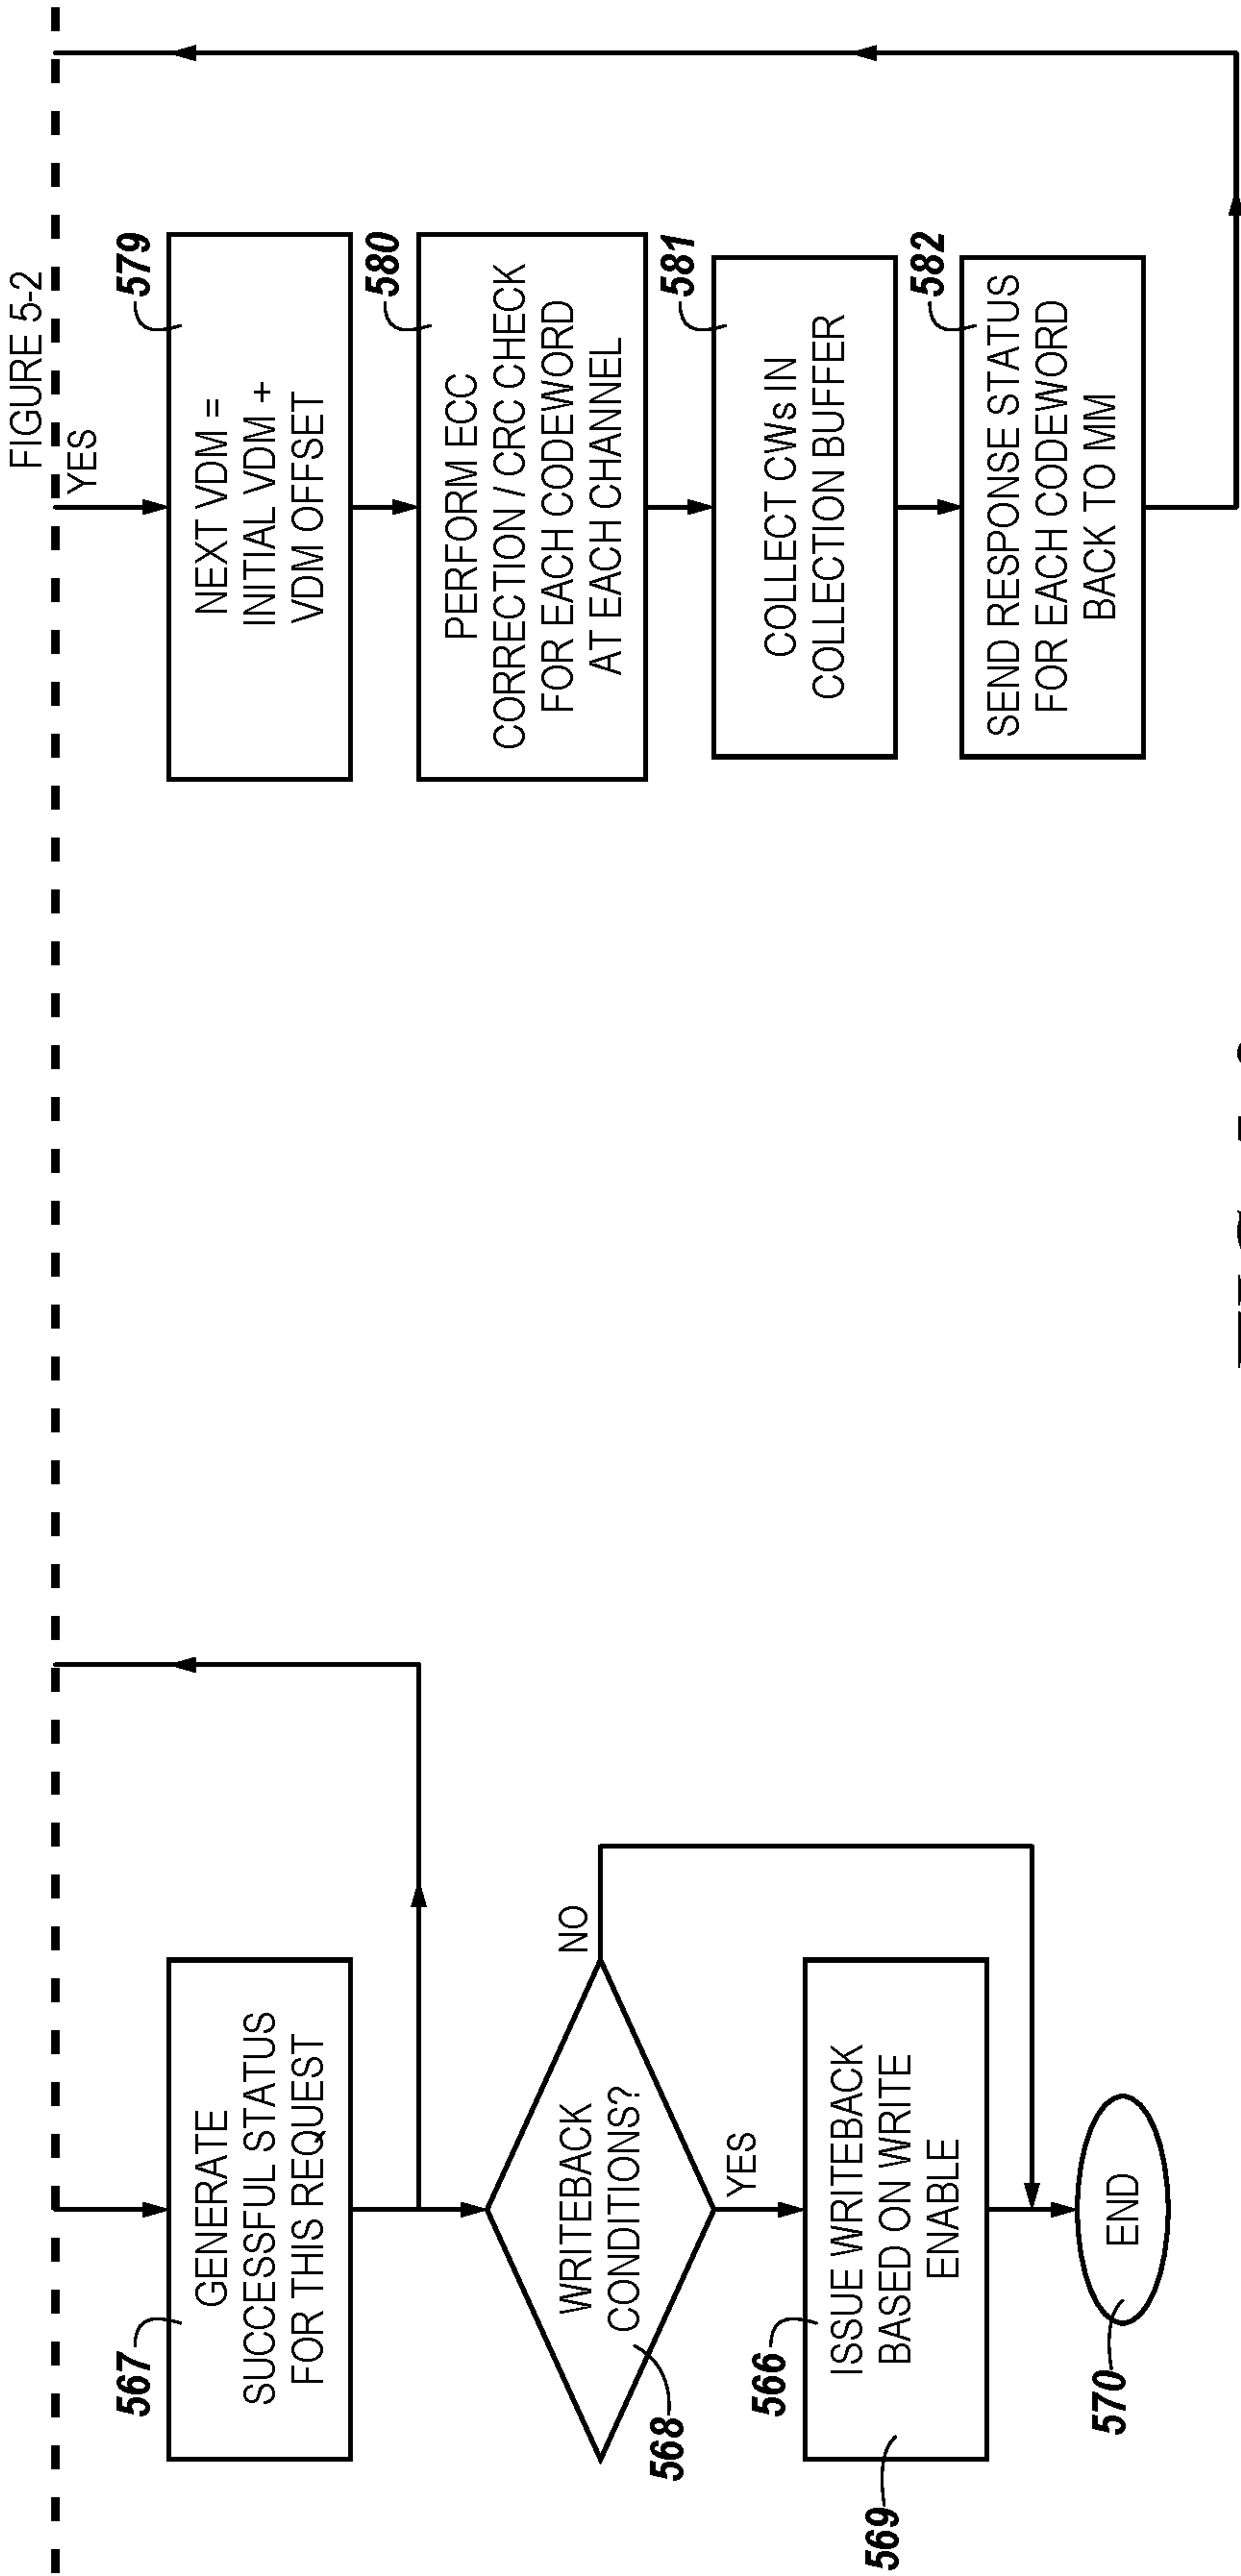 FIGURE 5-2
567
GENERATE
SUCCESSFUL STATUS
FOR THIS REQUEST
568
WRITEBACK
CONDITIONS?
NO
YES
566
569
ISSUE WRITEBACK
BASED ON WRITE
ENABLE
570
END
YES
579
NEXT VDM =
INITIAL VDM +
VDM OFFSET
580
PERFORM ECC
CORRECTION / CRC CHECK
FOR EACH CODEWORD
AT EACH CHANNEL
581
COLLECT CWs IN
COLLECTION BUFFER
582
SEND RESPONSE STATUS
FOR EACH CODEWORD
BACK TO MM